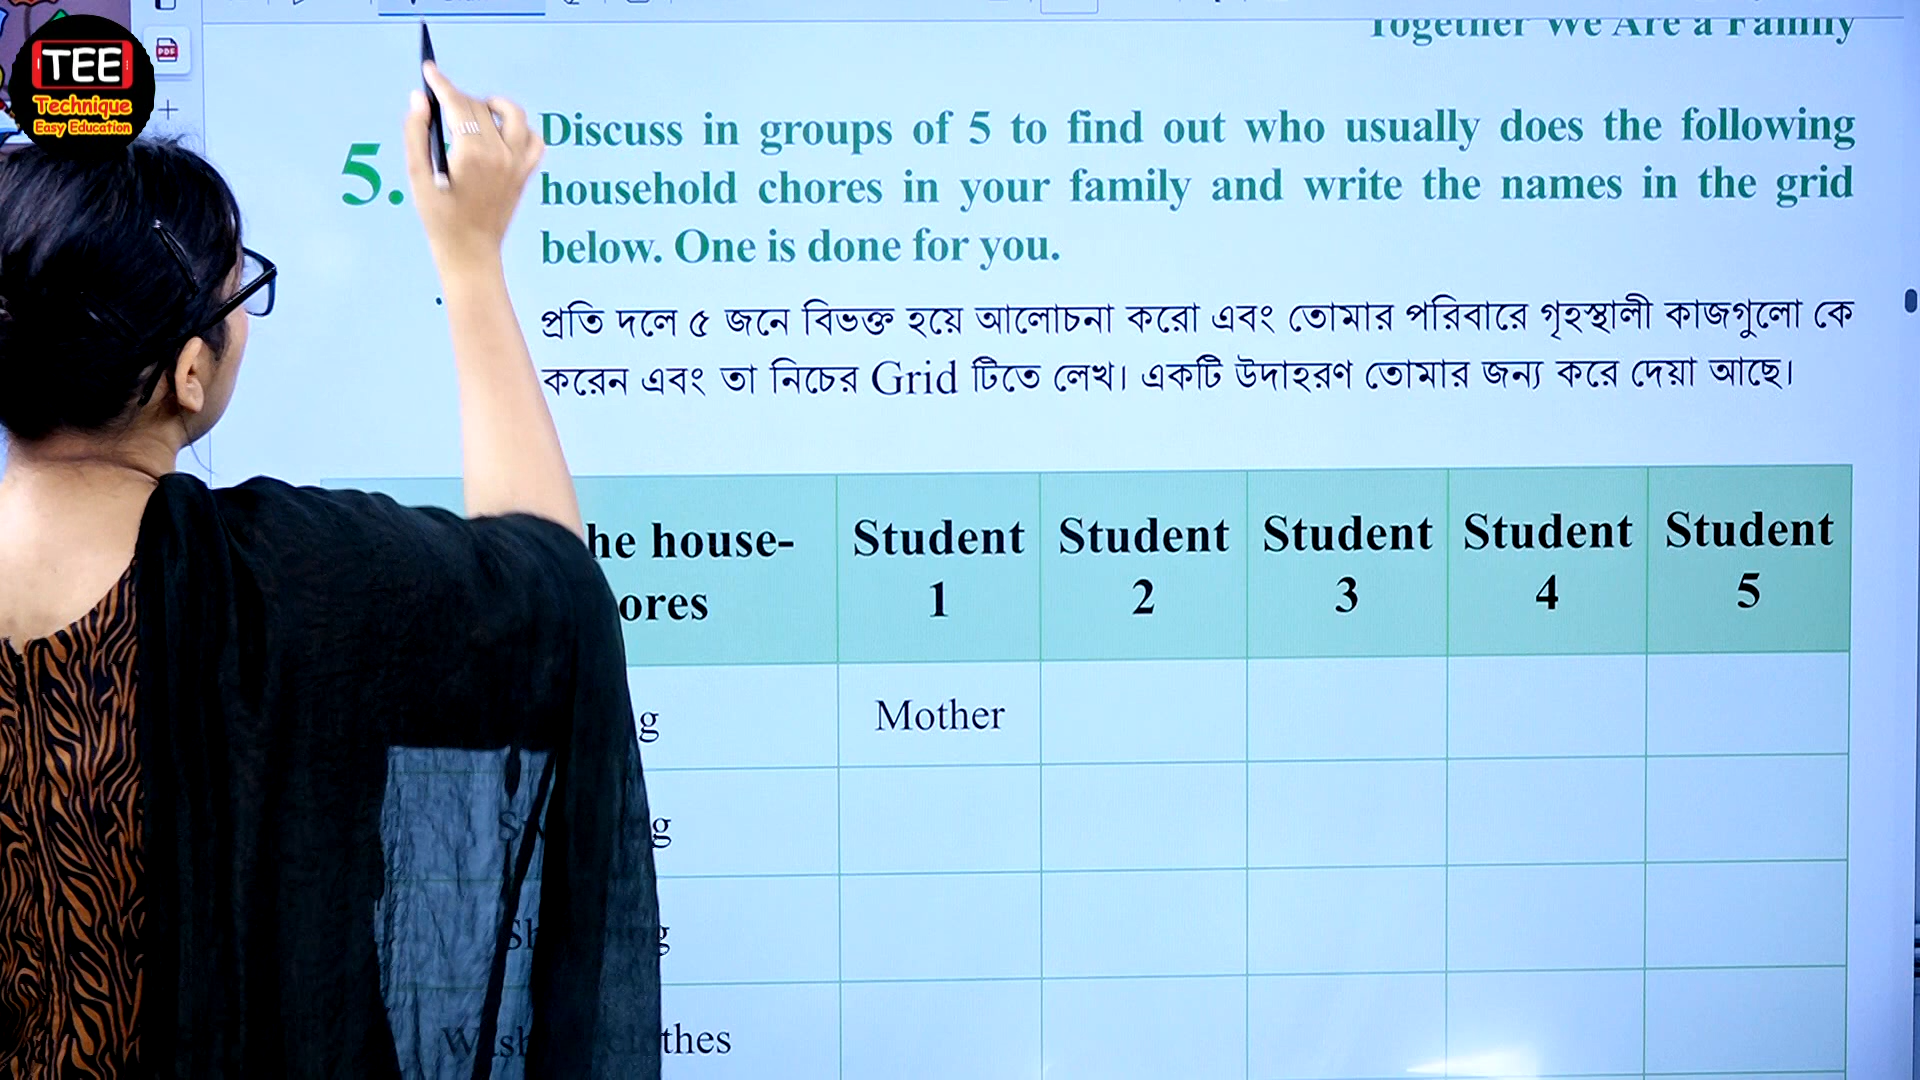 TEE
Technique
Easy Education
PDF
Together We Are a Family
5.
Discuss in groups of 5 to find out who usually does the following
household chores in your family and write the names in the grid
below. One is done for you.
প্রতি দলে ৫ জনে বিভক্ত হয়ে আলোচনা করো এবং তোমার পরিবারে গৃহস্থালী কাজগুলো কে
করেন এবং তা নিচের Grid টিতে লেখ। একটি উদাহরণ তোমার জন্য করে দেয়া আছে।
house-
Student 1
Student 2
Student 3
Student 4
Student 5
Mother